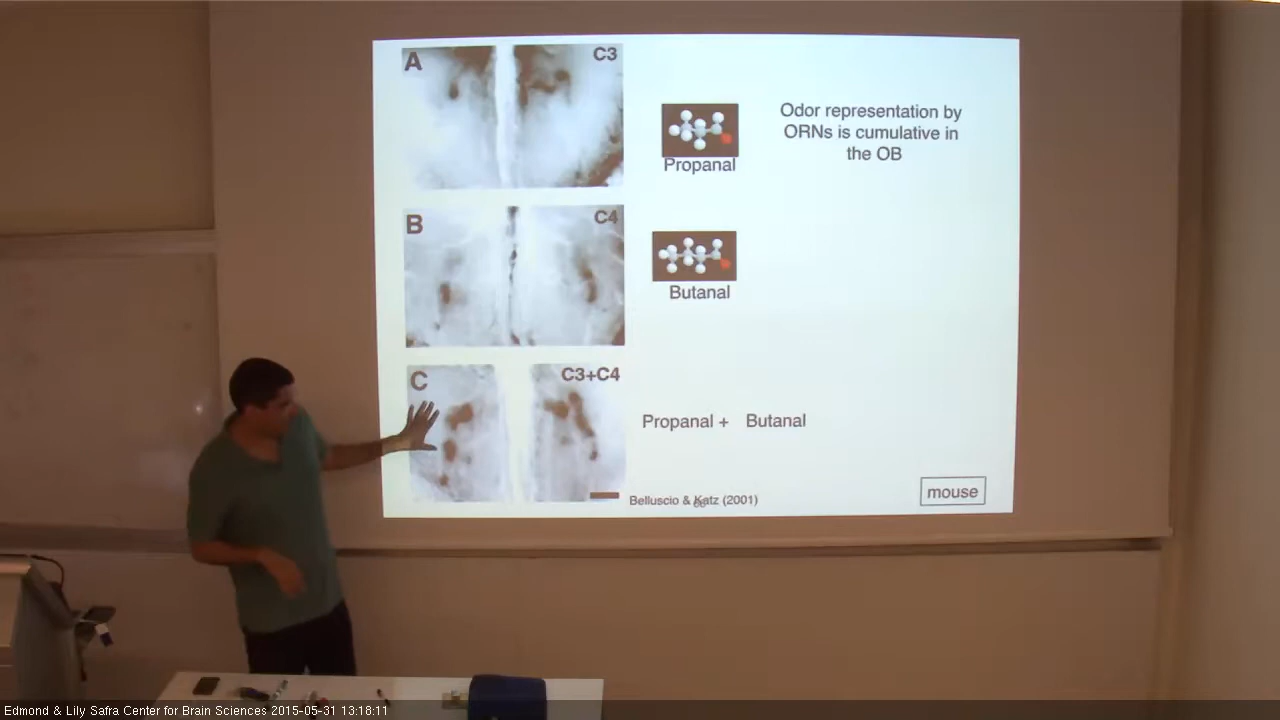 A
C3
Propanal
Odor representation by
ORNs is cumulative in
the OB
B
C4
Butanal
C
C3+C4
Propanal + Butanal
Belluscio & Katz (2001)
mouse
Edmond & Lily Safra Center for Brain Sciences 2015-05-31 13:18:11